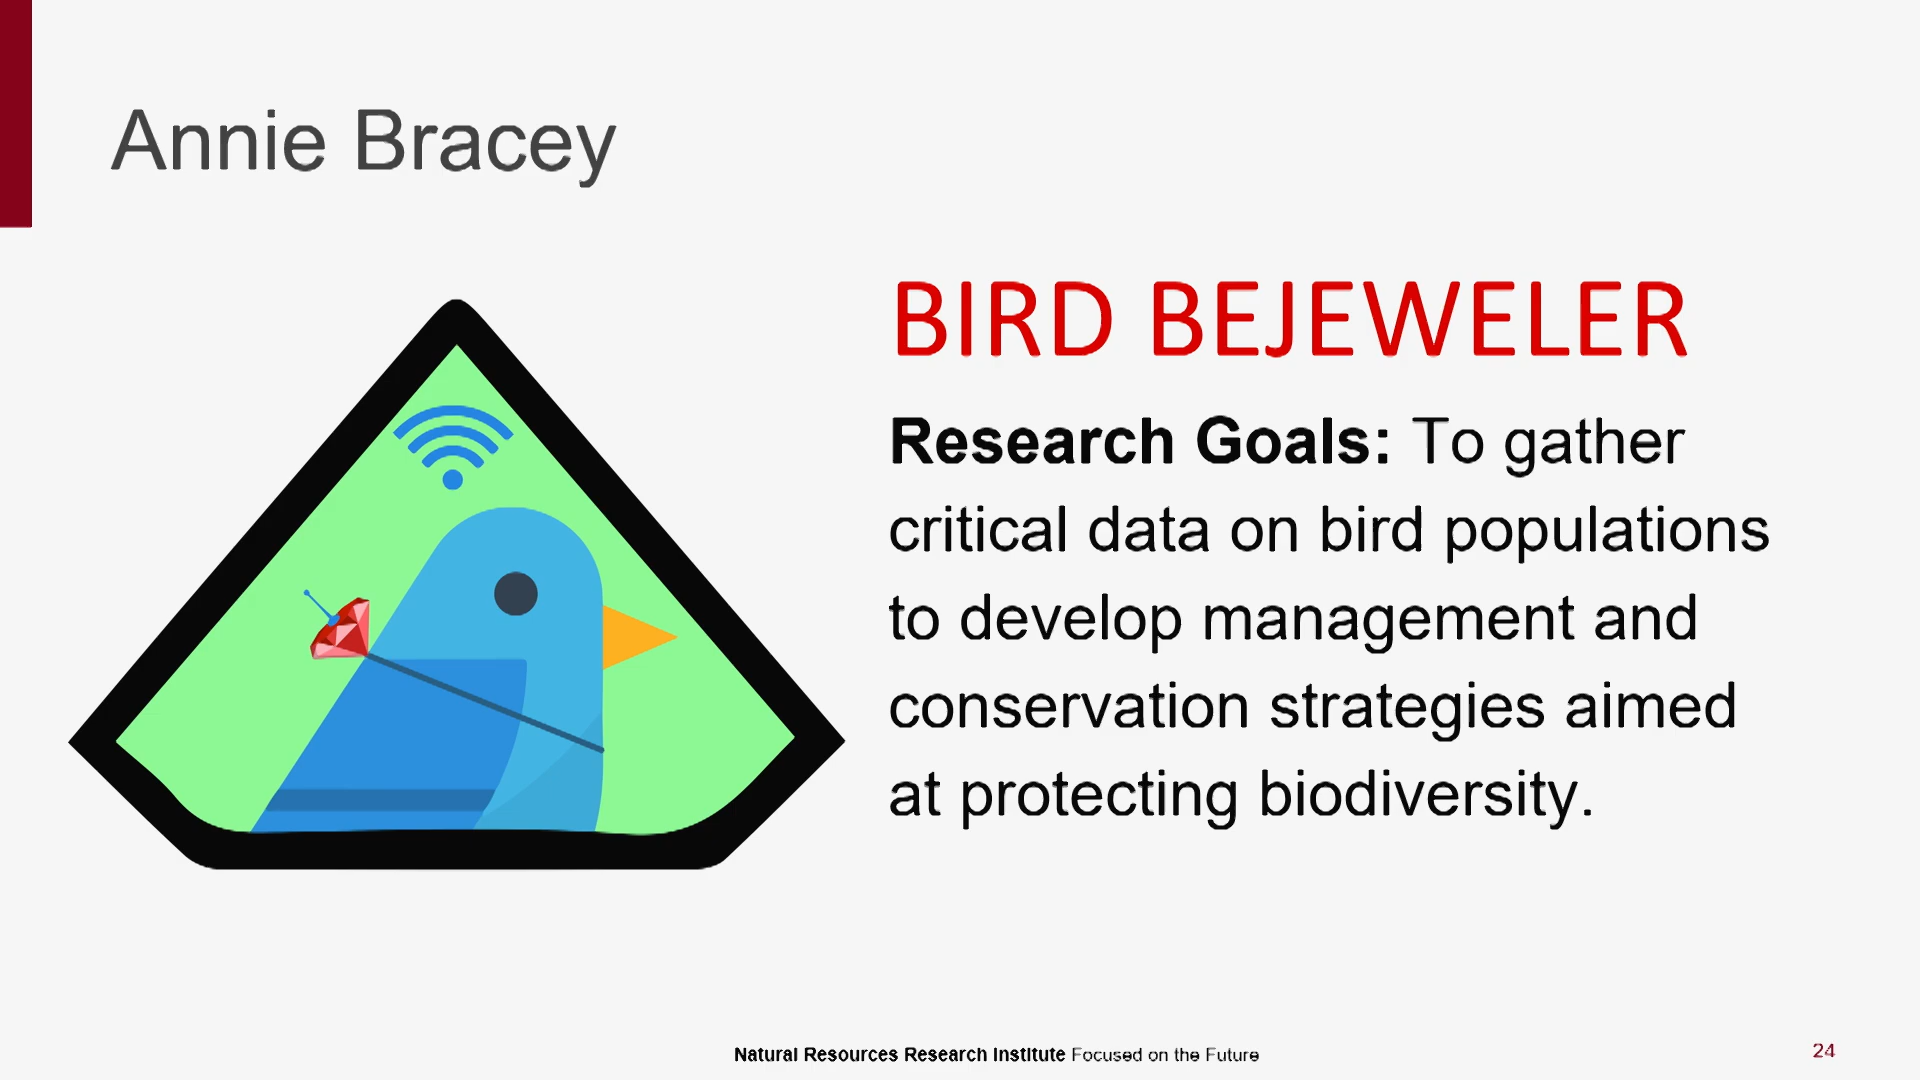 Annie Bracey
BIRD BEJEWELER
Research Goals: To gather
critical data on bird populations
to develop management and
conservation strategies aimed
at protecting biodiversity.
Natural Resources Research Institute Focused on the Future
24